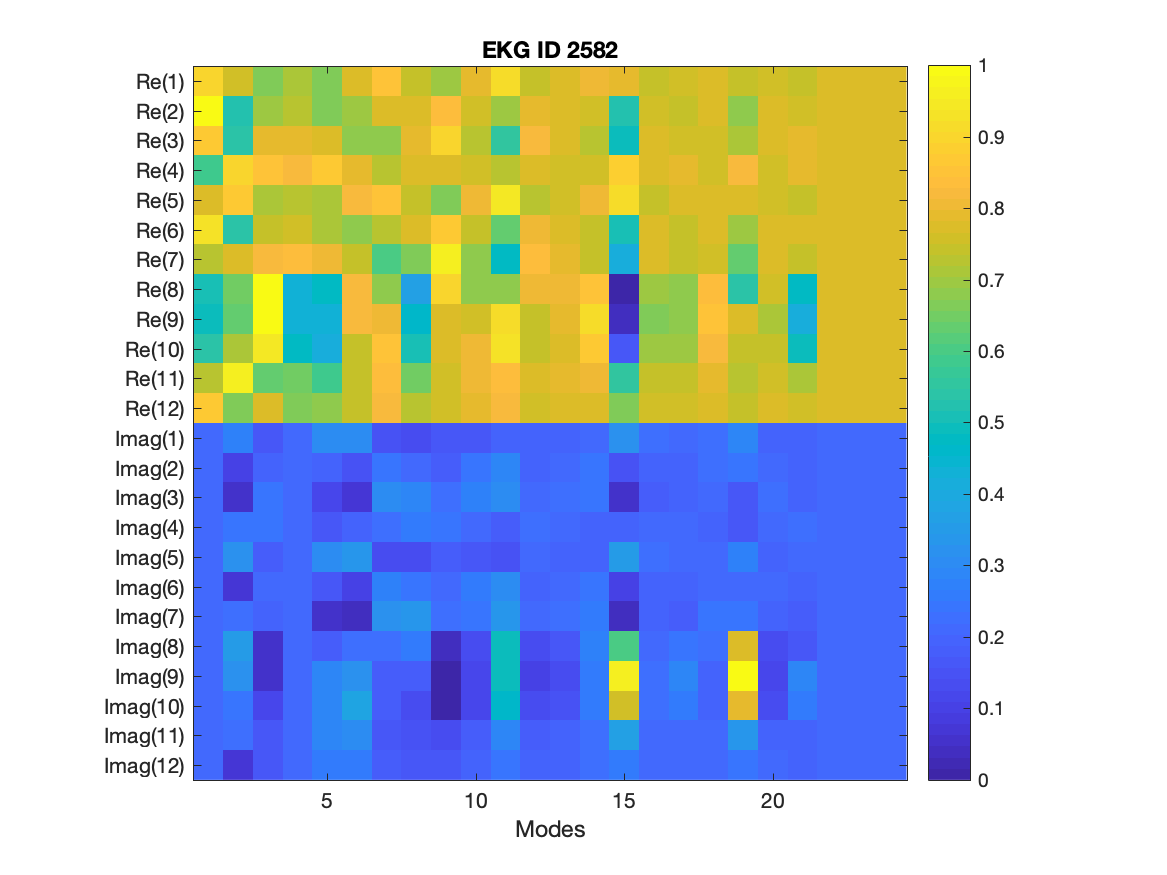 EKG ID 2582
Re(1)
Re(2)
Re(3)
Re(4)
Re(5)
Re(6)
Re(7)
Re(8)
Re(9)
Re(10)
Re(11)
Re(12)
Imag(1)
Imag(2)
Imag(3)
Imag(4)
Imag(5)
Imag(6)
Imag(7)
Imag(8)
Imag(9)
Imag(10)
Imag(11)
Imag(12)
5 10 15 20
Modes
1
0.9
0.8
0.7
0.6
0.5
0.4
0.3
0.2
0.1
0